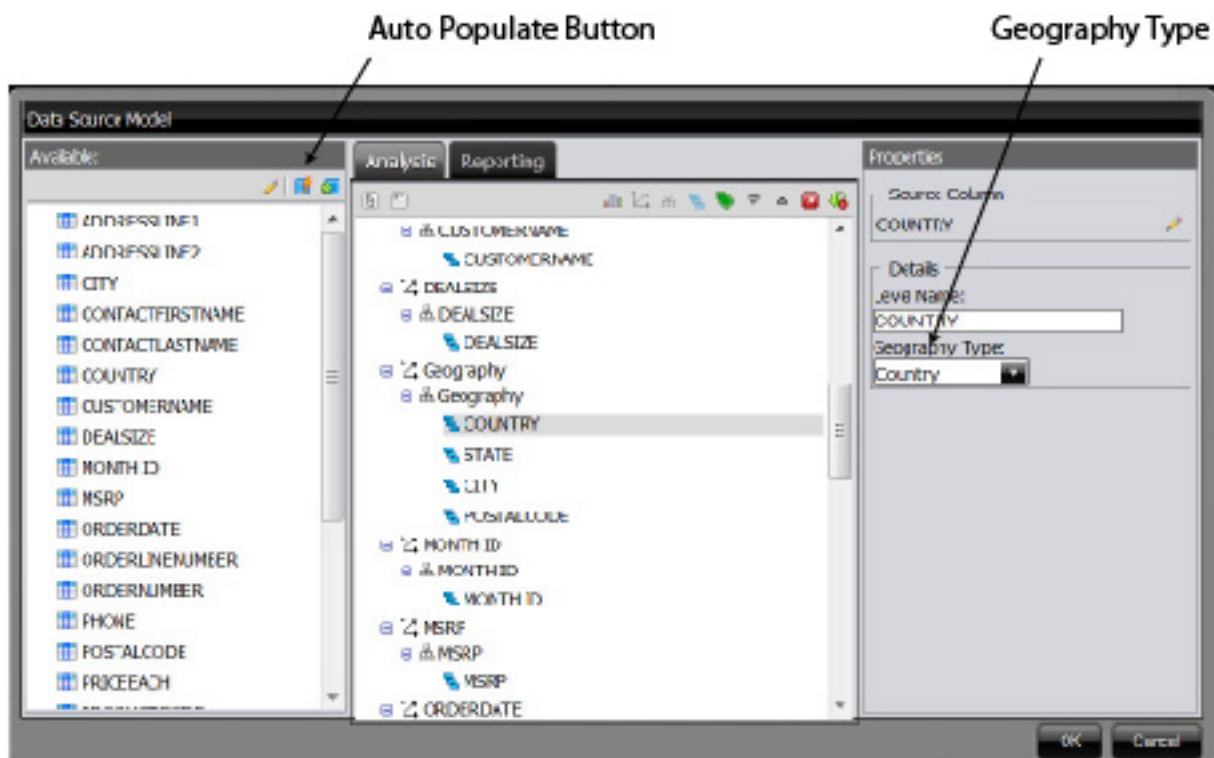 Auto Populate Button
Geography Type
Data Source Model
Available:
ADDRESSLINE1
ADDRESSLINE2
CITY
CONTACTFIRSTNAME
CONTACTLASTNAME
COUNTRY
CUSTOMERNAME
DEALSIZE
MONTH ID
MSRP
ORDERDATE
ORDERLINENUMBER
ORDERNUMBER
PHONE
POSTALCODE
PRICEEACH
Analysis Reporting
CUSTOMERNAME
CUSTOMERNAME
DEALSIZE
DEALSIZE
DEALSIZE
Geography
Geography
COUNTRY
STATE
CITY
POSTALCODE
MONTH ID
MONTH ID
MONTH ID
MSRP
MSRP
MSRP
ORDERDATE
Properties
Source Column
COUNTRY
Details
Level Name:
COUNTRY
Geography Type:
Country
OK Cancel